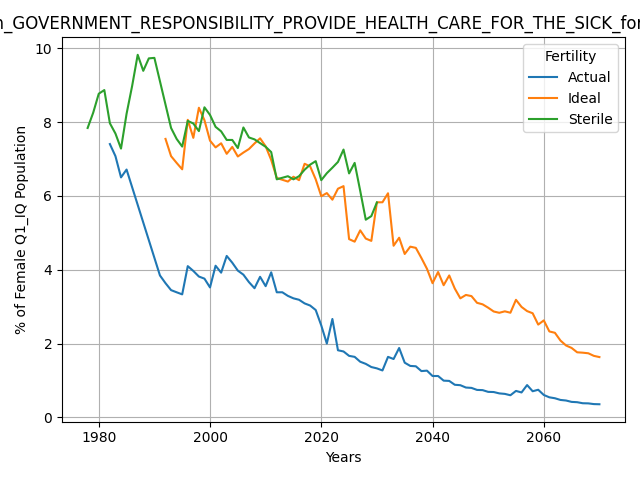 _GOVERNMENT_RESPONSIBILITY_PROVIDE_HEALTH_CARE_FOR_THE_SICK_for
10
8
6
4
2
0
% of Female Q1_IQ Population
Fertility
Actual
Ideal
Sterile
1980
2000
2020
2040
2060
Years